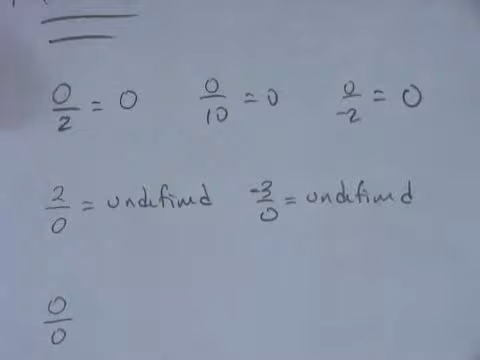 0/2 = 0 0/10 = 0 0/-2 = 0
2/0 = undefined -3/0 = undefined
0/0